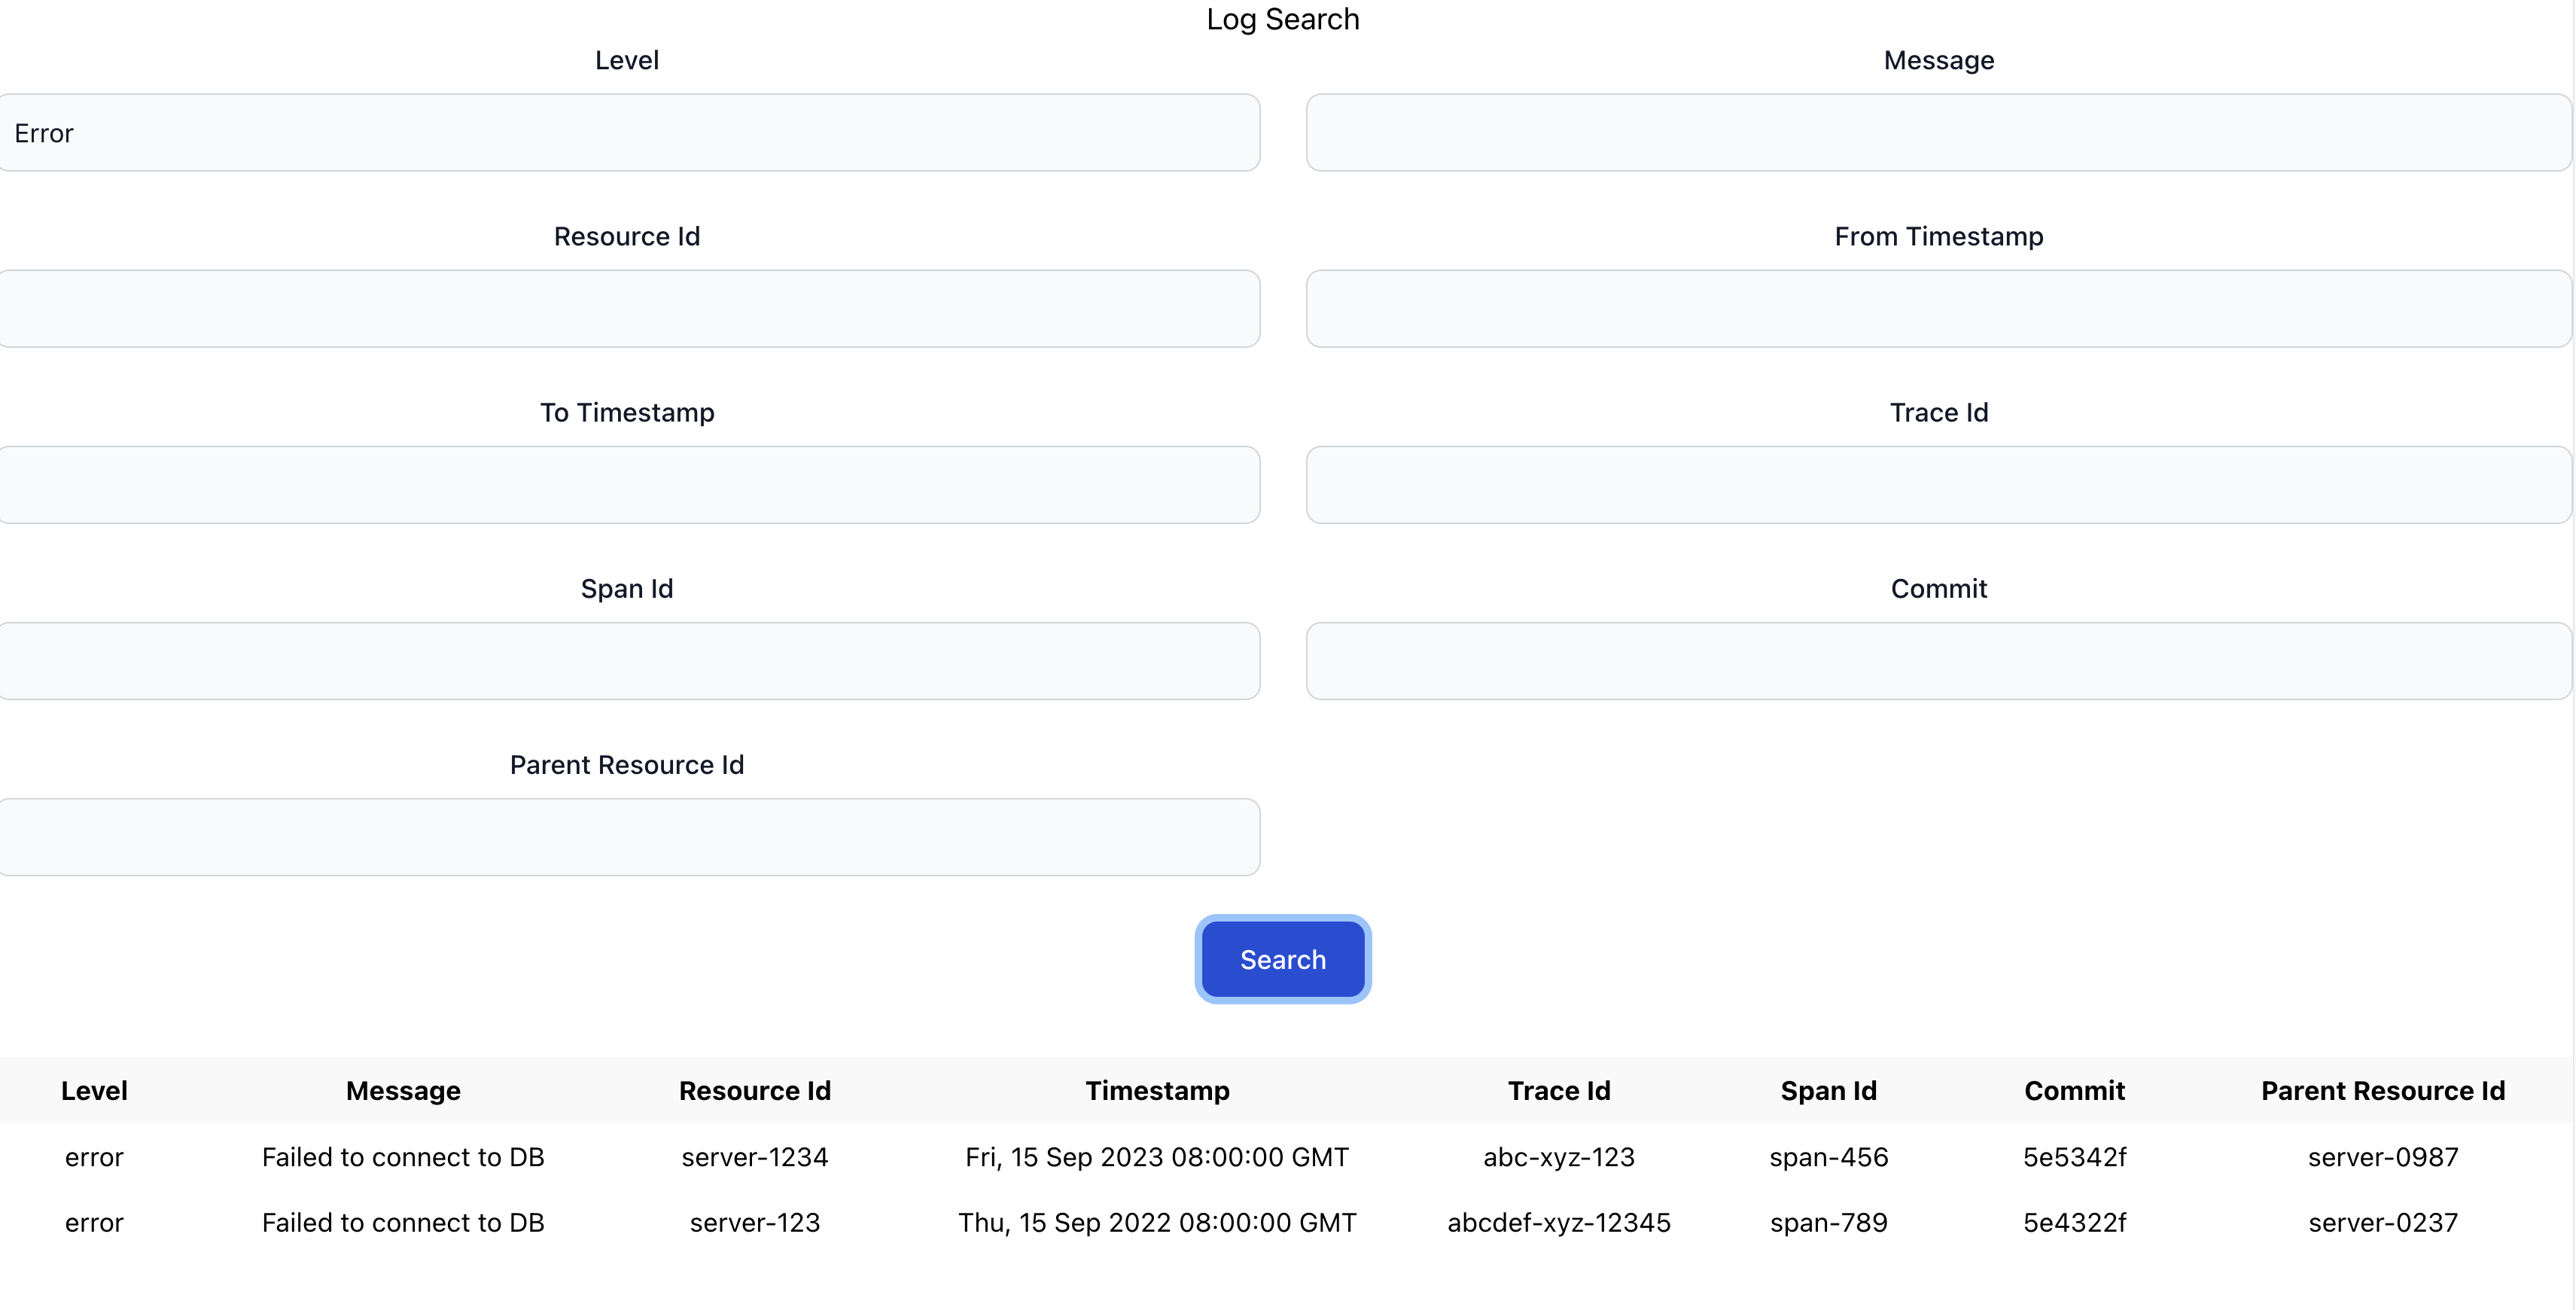 Log Search
Level Message
Error
Resource Id From Timestamp
To Timestamp Trace Id
Span Id Commit
Parent Resource Id
Search
Level Message Resource Id Timestamp Trace Id Span Id Commit Parent Resource Id
error Failed to connect to DB server-1234 Fri, 15 Sep 2023 08:00:00 GMT abc-xyz-123 span-456 5e5342f server-0987
error Failed to connect to DB server-123 Thu, 15 Sep 2022 08:00:00 GMT abcdef-xyz-12345 span-789 5e4322f server-0237